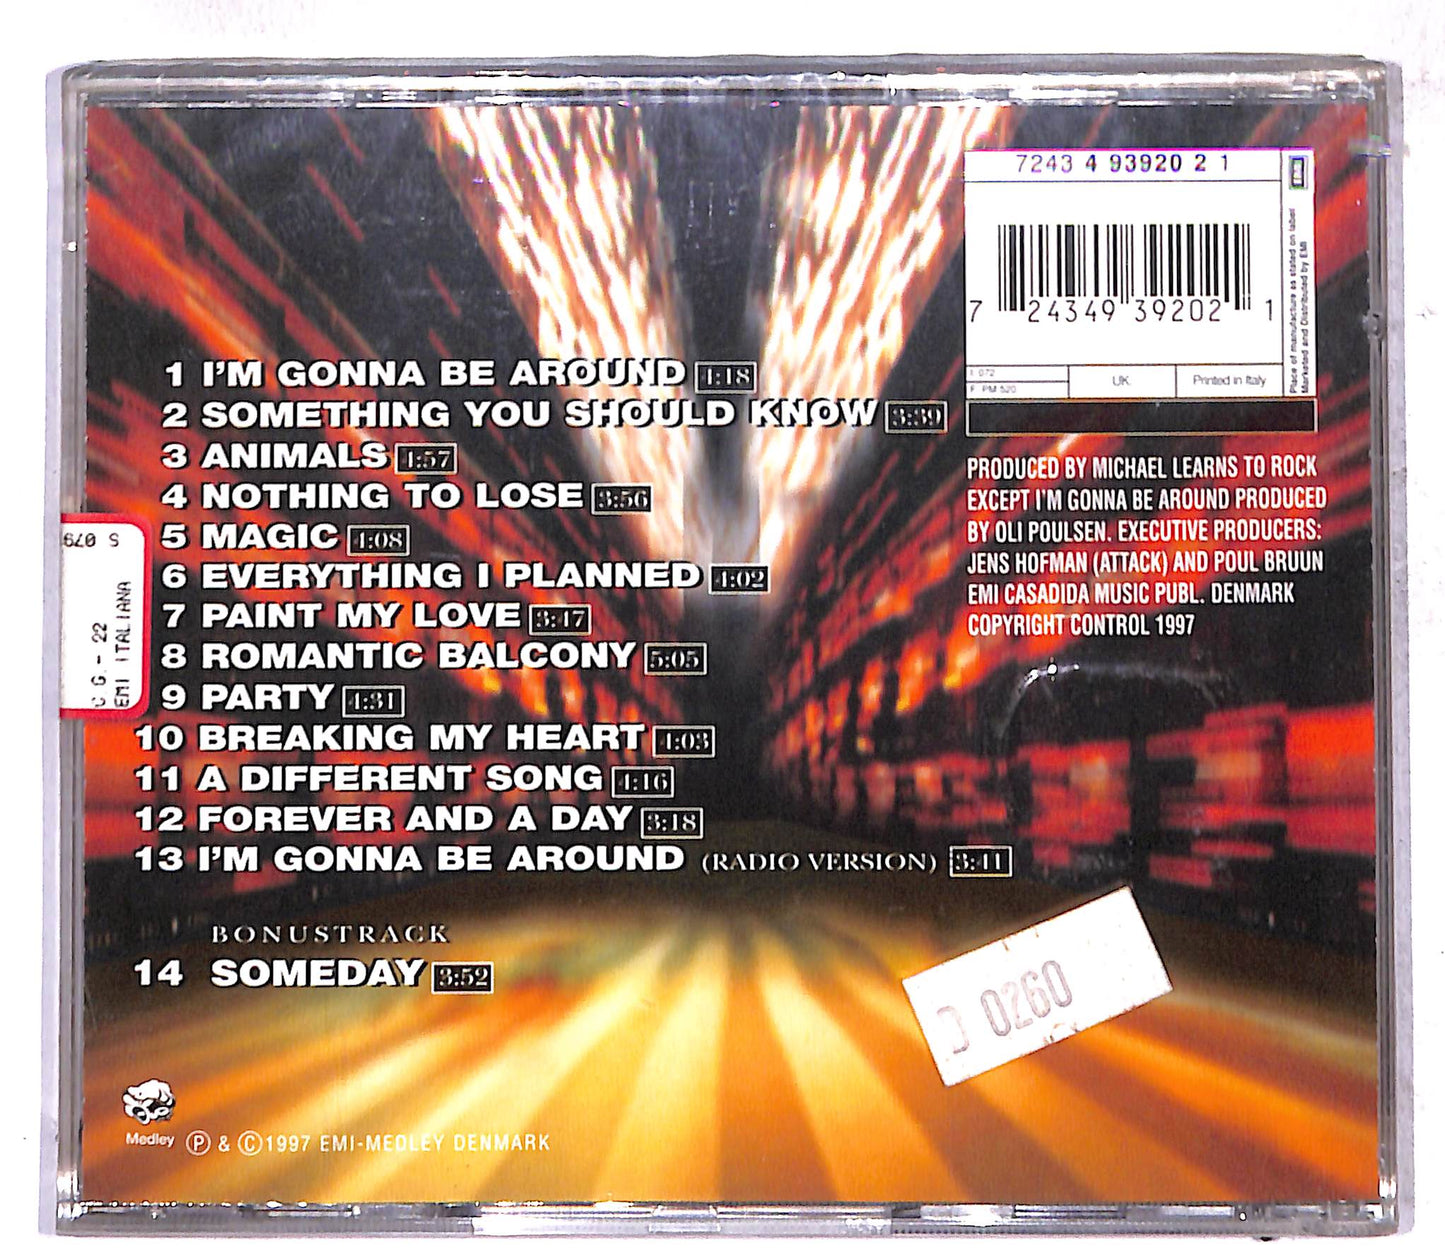 7243 4 93920 2 1
7 24349 39202 1
I: 072
F: PM 520
UK
Printed in Italy
Place of manufacture as stated on label
Marketed and Distributed by EMI
1 I'M GONNA BE AROUND 4:18
2 SOMETHING YOU SHOULD KNOW 3:39
3 ANIMALS 4:57
4 NOTHING TO LOSE 3:56
5 MAGIC 4:08
6 EVERYTHING I PLANNED 4:02
7 PAINT MY LOVE 3:47
8 ROMANTIC BALCONY 5:05
9 PARTY 4:31
10 BREAKING MY HEART 4:03
11 A DIFFERENT SONG 4:16
12 FOREVER AND A DAY 3:18
13 I'M GONNA BE AROUND (RADIO VERSION) 3:41
BONUSTRACK
14 SOMEDAY 3:52
PRODUCED BY MICHAEL LEARNS TO ROCK
EXCEPT I'M GONNA BE AROUND PRODUCED
BY OLI POULSEN. EXECUTIVE PRODUCERS:
JENS HOFMAN (ATTACK) AND POUL BRUUN
EMI CASADIDA MUSIC PUBL. DENMARK
COPYRIGHT CONTROL 1997
S 079
C.G. - 22
EMI ITALIANA
D 0260
Medley
Ⓟ & Ⓒ1997 EMI-MEDLEY DENMARK